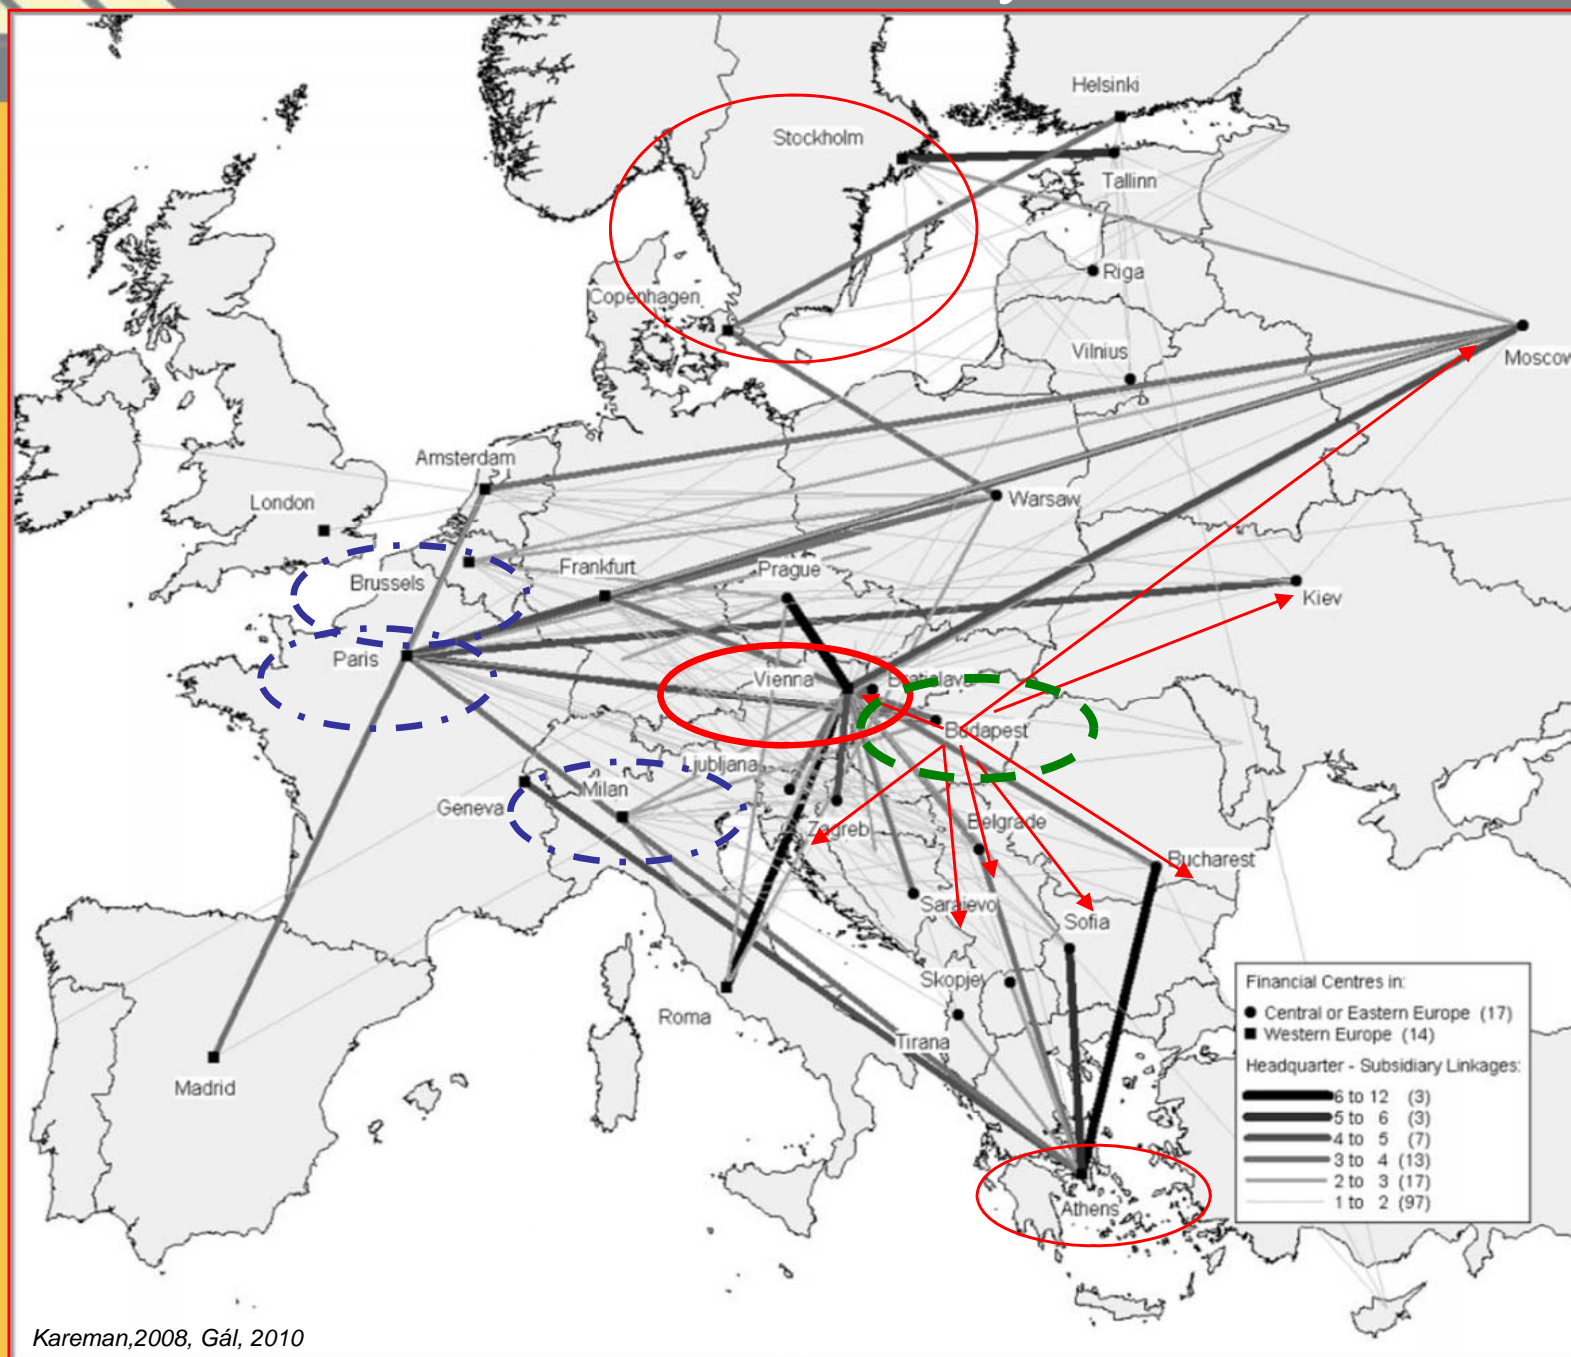 Helsinki
Stockholm
Tallinn
Riga
Copenhagen
Vilnius
Moscow
Amsterdam
London
Warsaw
Brussels
Frankfurt
Prague
Kiev
Paris
Vienna
Bratislava
Budapest
Ljubljana
Geneva
Milan
Zagreb
Belgrade
Bucharest
Sarajevo
Sofia
Skopje
Roma
Tirana
Madrid
Athens
Financial Centres in:
Central or Eastern Europe (17)
Western Europe (14)
Headquarter - Subsidiary Linkages:
6 to 12 (3)
5 to 6 (3)
4 to 5 (7)
3 to 4 (13)
2 to 3 (17)
1 to 2 (97)
Kareman,2008, Gál, 2010